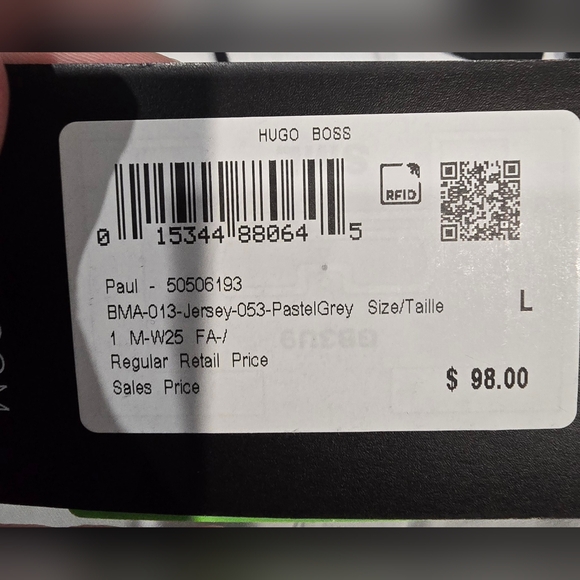 HUGO BOSS
RFID
0 15344 88064 5
Paul - 50506193
BMA-013-Jersey-053-PastelGrey Size/Taille L
1 M-W25 FA-/
Regular Retail Price
Sales Price $ 98.00